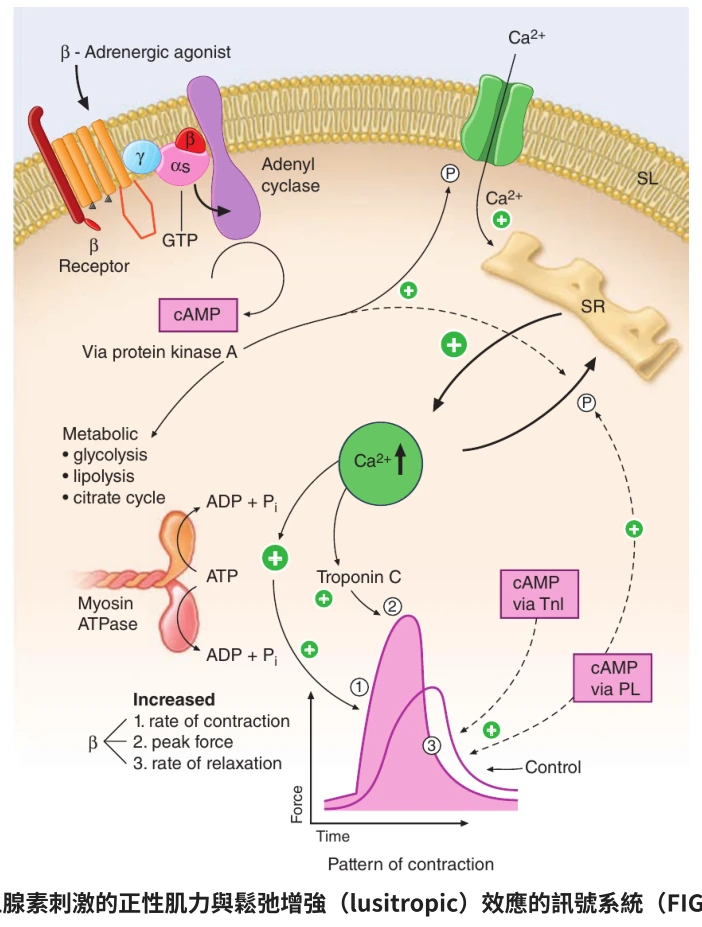 β - Adrenergic agonist
Ca2+
γ
β
αs
Adenyl
cyclase
P
SL
Ca2+
GTP
β
Receptor
cAMP
SR
Via protein kinase A
P
Metabolic
• glycolysis
• lipolysis
• citrate cycle
Ca2+
ADP + Pi
ATP
Troponin C
Myosin
ATPase
ADP + Pi
cAMP
via TnI
cAMP
via PL
2
1
3
Increased
β
1. rate of contraction
2. peak force
3. rate of relaxation
Control
Force
Time
Pattern of contraction
腺素刺激的正性肌力與鬆弛增強（lusitropic）效應的訊號系統（FIG